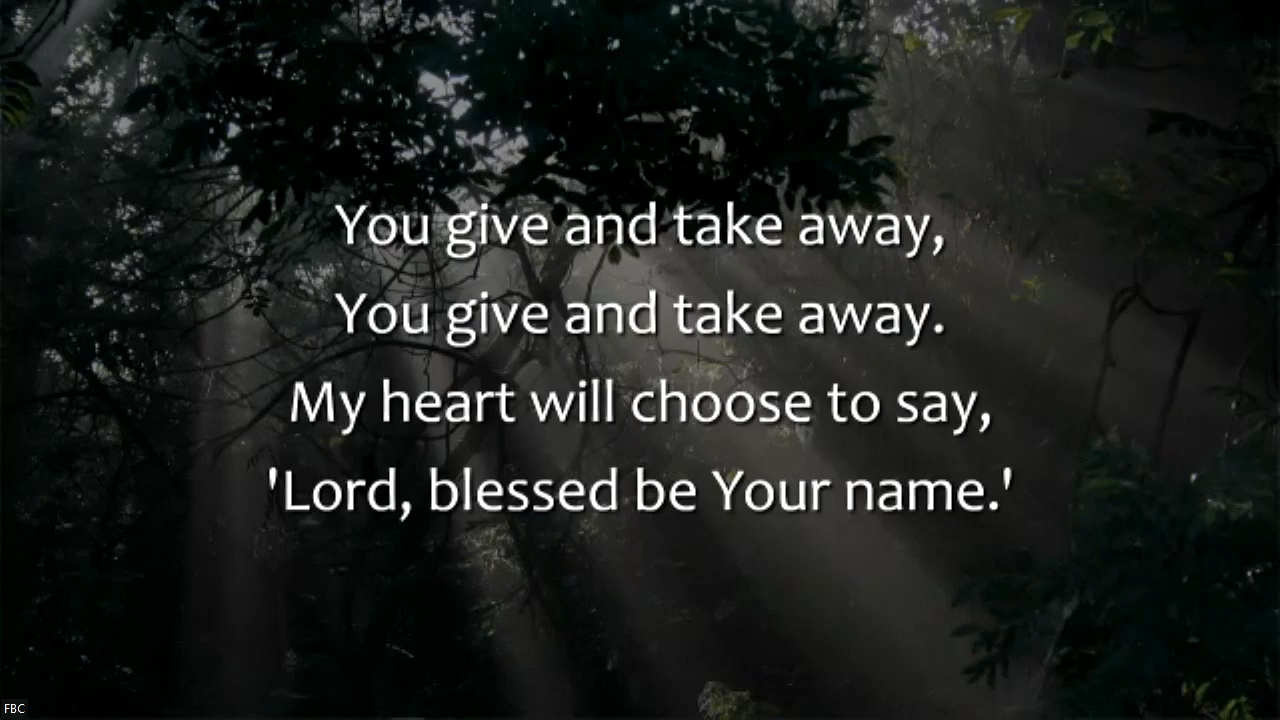 You give and take away,
You give and take away.
My heart will choose to say,
'Lord, blessed be Your name.'
FBC